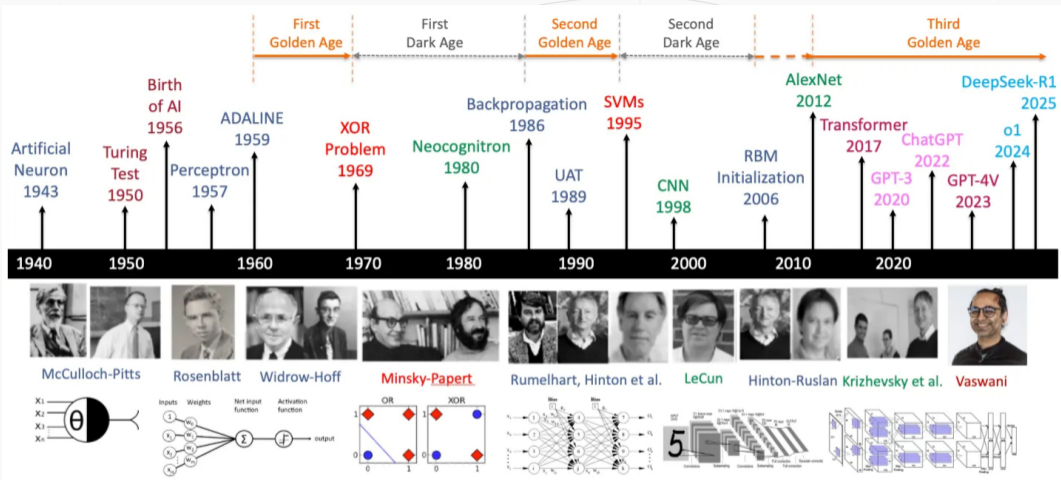 First
Golden Age
First
Dark Age
Second
Golden Age
Second
Dark Age
Third
Golden Age
Artificial
Neuron
1943
Turing
Test
1950
Birth
of AI
1956
Perceptron
1957
ADALINE
1959
XOR
Problem
1969
Neocognitron
1980
Backpropagation
1986
UAT
1989
SVMs
1995
CNN
1998
RBM
Initialization
2006
AlexNet
2012
Transformer
2017
GPT-3
2020
ChatGPT
2022
GPT-4V
2023
o1
2024
DeepSeek-R1
2025
1940 1950 1960 1970 1980 1990 2000 2010 2020
McCulloch-Pitts
Rosenblatt
Widrow-Hoff
Minsky-Papert
Rumelhart, Hinton et al.
LeCun
Hinton-Ruslan
Krizhevsky et al.
Vaswani
X₁
X₂
X₃
Xₙ
θ
Inputs
Weights
Net input
function
Activation
function
1
Σ
output
OR
XOR
1
0
0 1
1
0
0 1
Bias
Bias
5